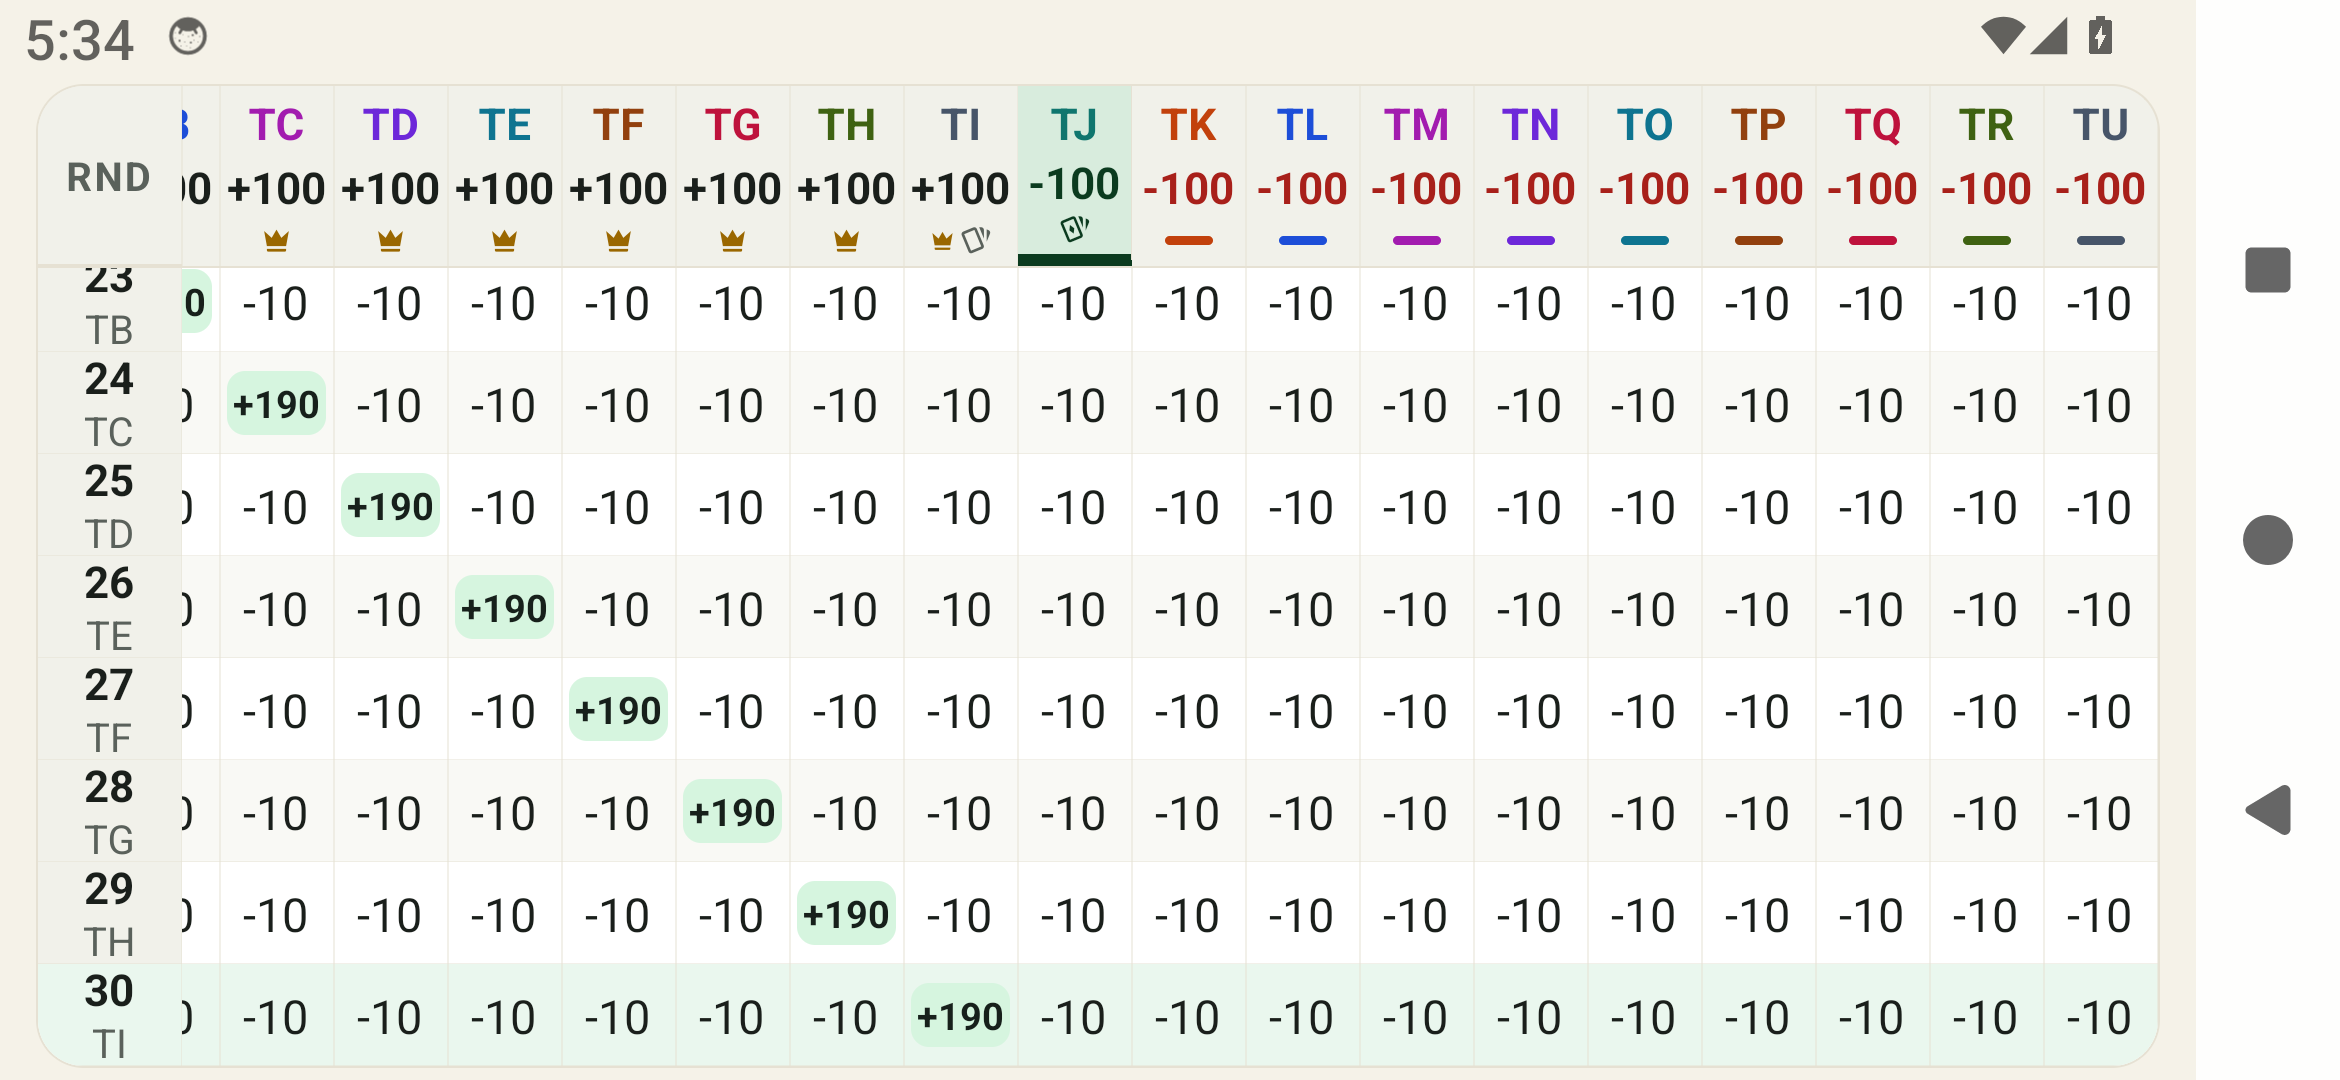 5:34
RND TC TD TE TF TG TH TI TJ TK TL TM TN TO TP TQ TR TU
+100 +100 +100 +100 +100 +100 +100 -100 -100 -100 -100 -100 -100 -100 -100 -100 -100
23 TB -10 -10 -10 -10 -10 -10 -10 -10 -10 -10 -10 -10 -10 -10 -10 -10 -10
24 TC +190 -10 -10 -10 -10 -10 -10 -10 -10 -10 -10 -10 -10 -10 -10 -10 -10
25 TD -10 +190 -10 -10 -10 -10 -10 -10 -10 -10 -10 -10 -10 -10 -10 -10 -10
26 TE -10 -10 +190 -10 -10 -10 -10 -10 -10 -10 -10 -10 -10 -10 -10 -10 -10
27 TF -10 -10 -10 +190 -10 -10 -10 -10 -10 -10 -10 -10 -10 -10 -10 -10 -10
28 TG -10 -10 -10 -10 +190 -10 -10 -10 -10 -10 -10 -10 -10 -10 -10 -10 -10
29 TH -10 -10 -10 -10 -10 +190 -10 -10 -10 -10 -10 -10 -10 -10 -10 -10 -10
30 TI -10 -10 -10 -10 -10 -10 +190 -10 -10 -10 -10 -10 -10 -10 -10 -10 -10